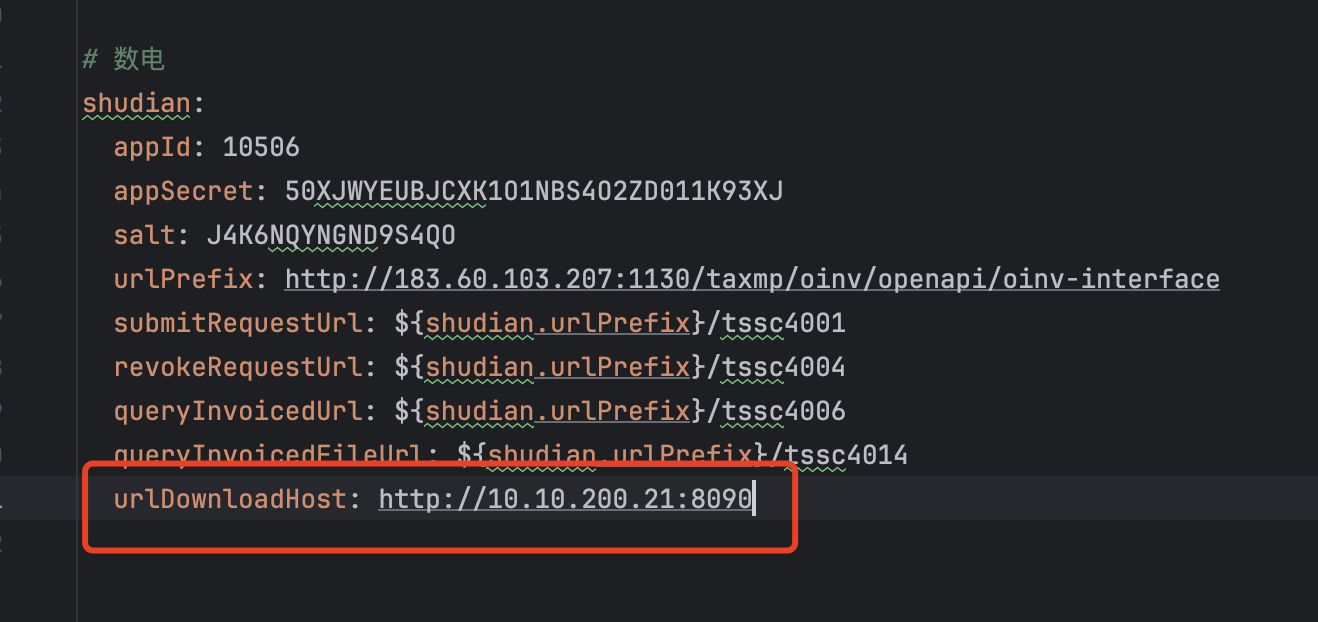 # 数电
shudian:
appId: 10506
appSecret: 50XJWYEUBJCXK1O1NBS4O2ZD011K93XJ
salt: J4K6NQYNGND9S4QO
urlPrefix: http://183.60.103.207:1130/taxmp/oinv/openapi/oinv-interface
submitRequestUrl: ${shudian.urlPrefix}/tssc4001
revokeRequestUrl: ${shudian.urlPrefix}/tssc4004
queryInvoicedUrl: ${shudian.urlPrefix}/tssc4006
queryInvoicedFileUrl: ${shudian.urlPrefix}/tssc4014
urlDownloadHost: http://10.10.200.21:8090